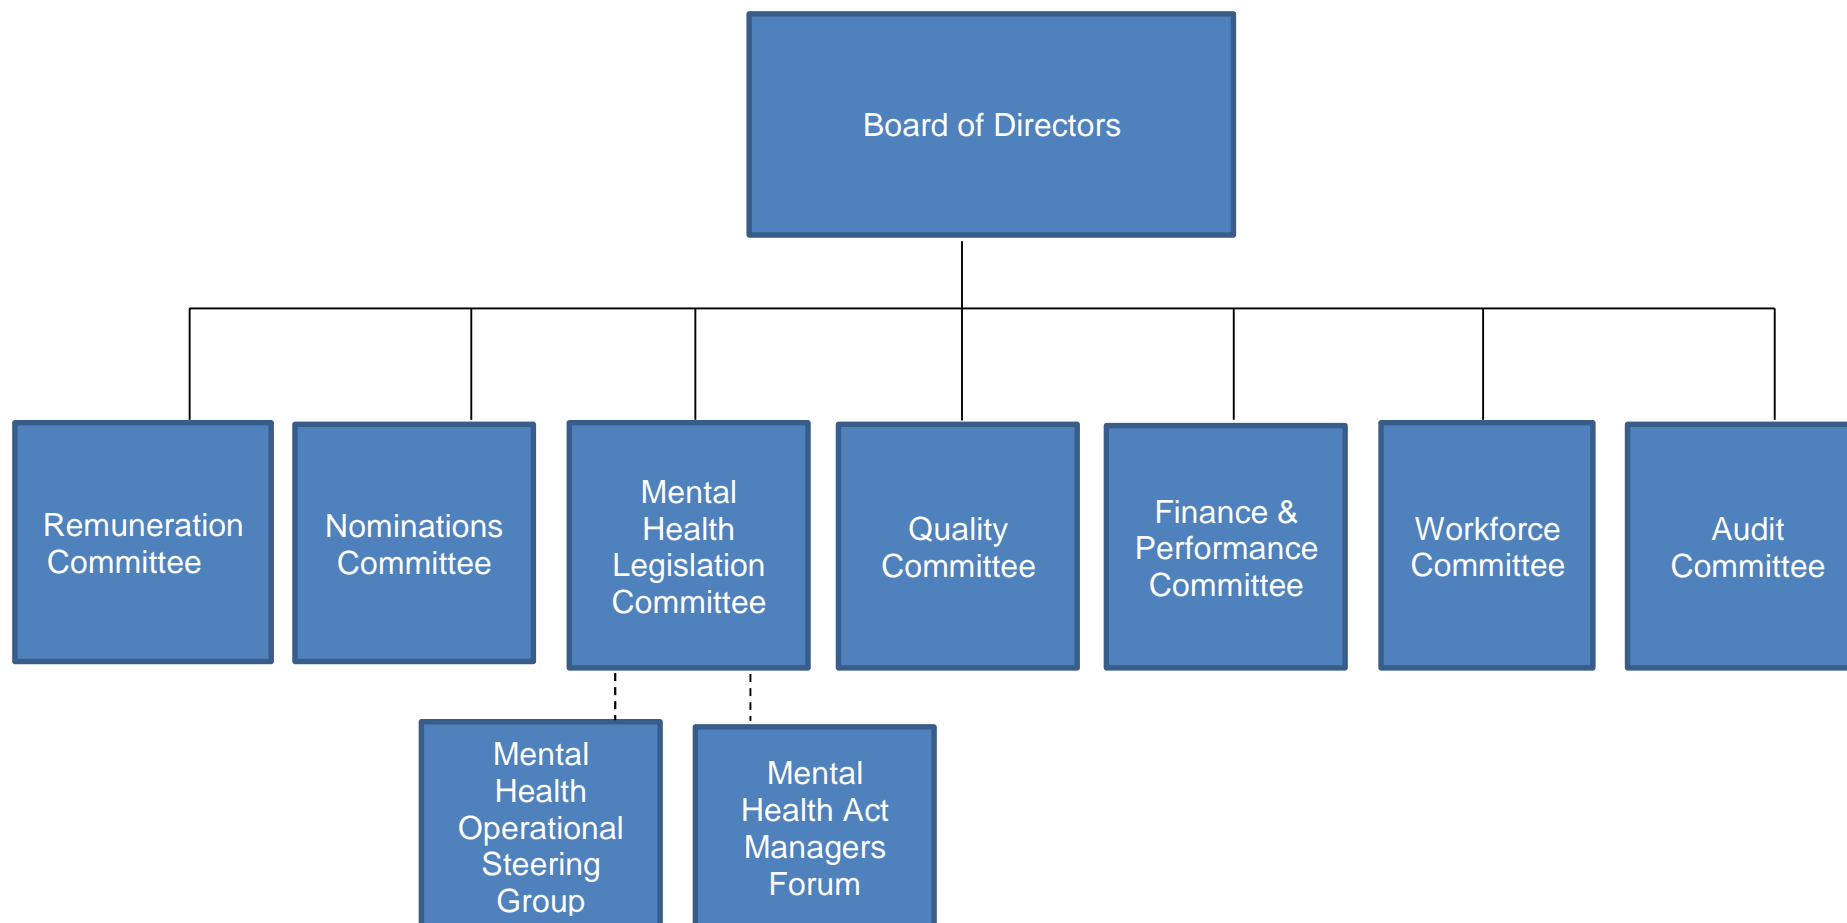 Board of Directors
Remuneration
Committee
Nominations
Committee
Mental
Health
Legislation
Committee
Quality
Committee
Finance &
Performance
Committee
Workforce
Committee
Audit
Committee
Mental
Health
Operational
Steering
Group
Mental
Health Act
Managers
Forum